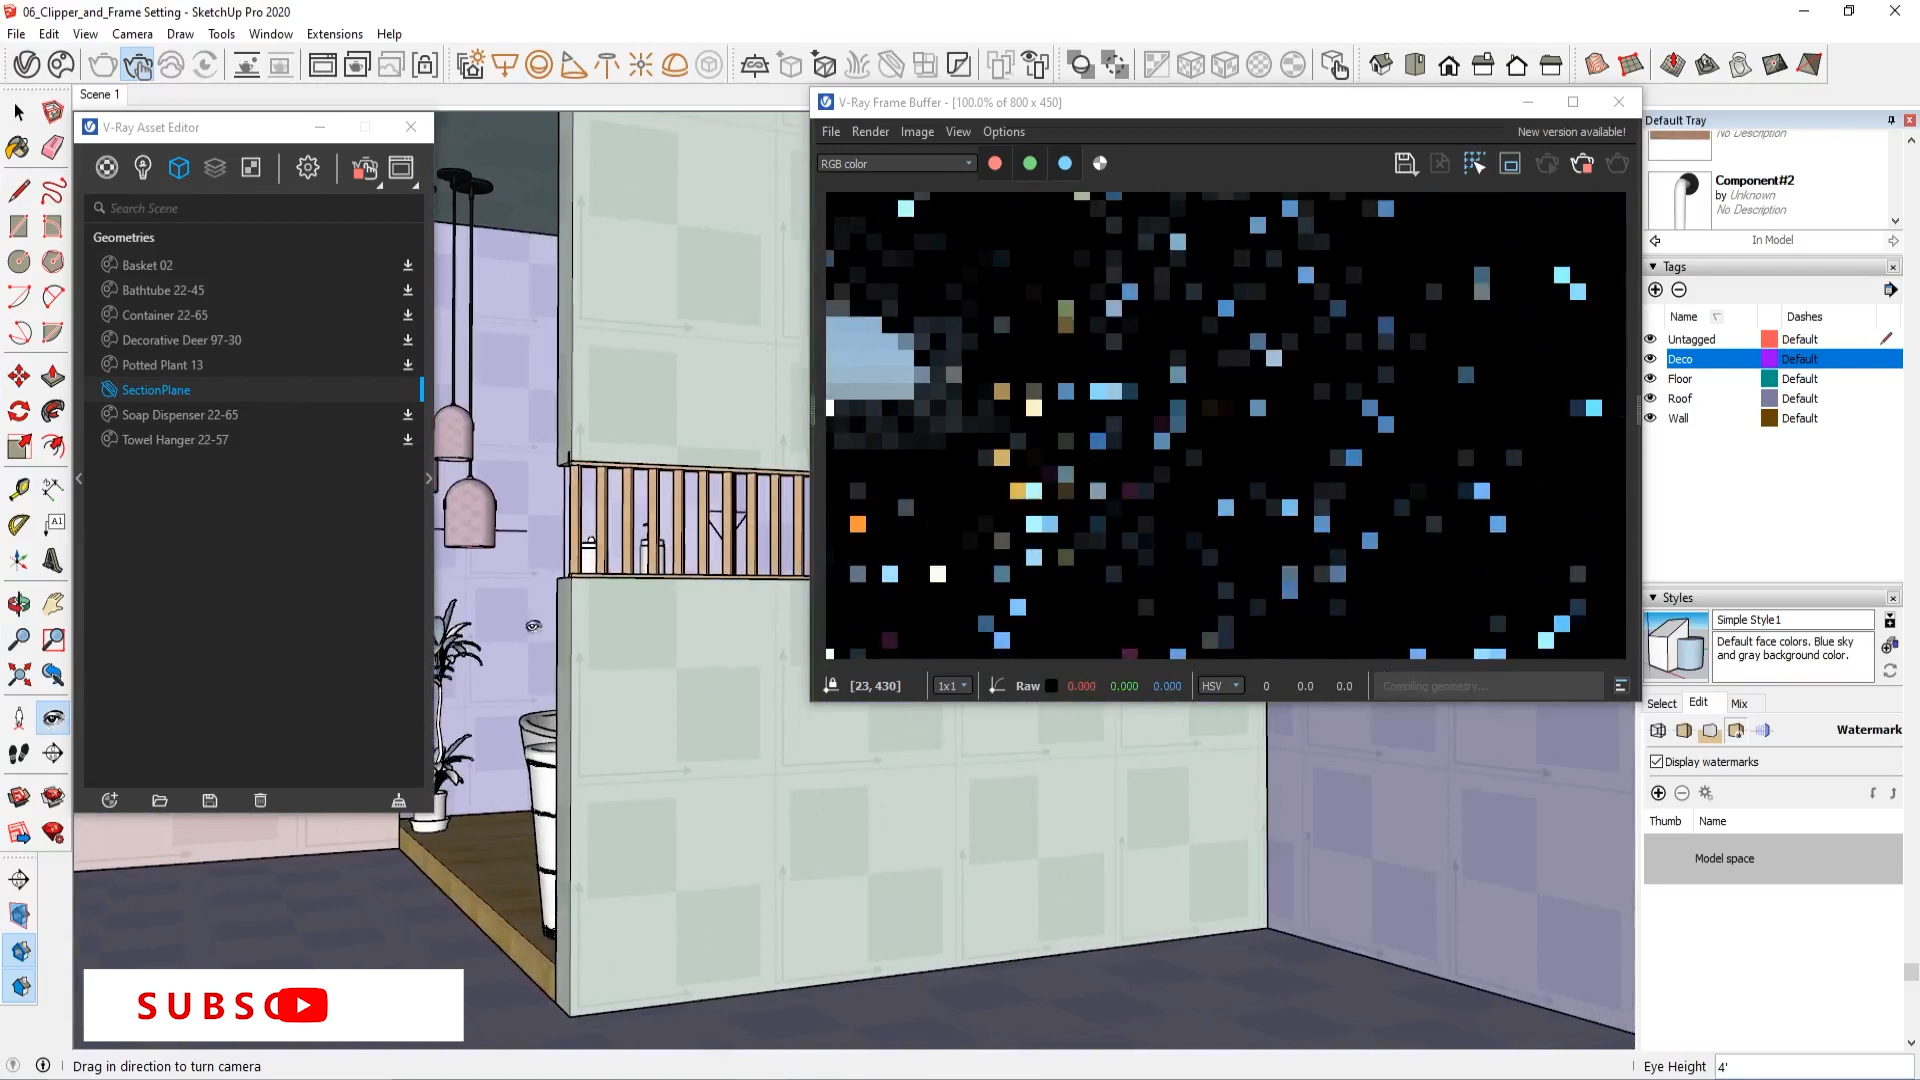 06_Clipper_and_Frame Setting - SketchUp Pro 2020
File Edit View Camera Draw Tools Window Extensions Help
Scene 1
V-Ray Asset Editor
Search Scene
Geometries
Basket 02
Bathtube 22-45
Container 22-65
Decorative Deer 97-30
Potted Plant 13
SectionPlane
Soap Dispenser 22-65
Towel Hanger 22-57
A1
V-Ray Frame Buffer - [100.0% of 800 x 450]
File Render Image View Options New version available!
RGB color
[23, 430] 1x1 Raw 0.000 0.000 0.000 HSV 0 0.0 0.0 Compiling geometry...
Default Tray
No Description
Component#2
by Unknown
No Description
In Model
Tags
Name Dashes
Untagged Default
Deco Default
Floor Default
Roof Default
Wall Default
Styles
Simple Style1
Default face colors. Blue sky
and gray background color.
Select Edit Mix
Watermark
Display watermarks
Thumb Name
Model space
SUBSC
Drag in direction to turn camera
Eye Height 4'